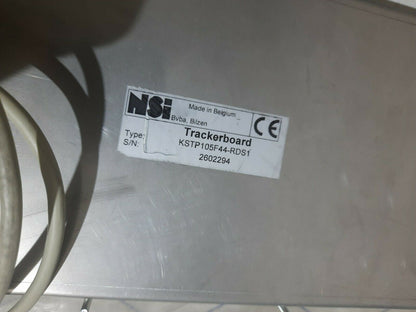 NSi
Made in Belgium
Bvba, Bilzen
CE
Trackerboard
Type: KSTP105F44-RDS1
S/N: 2602294